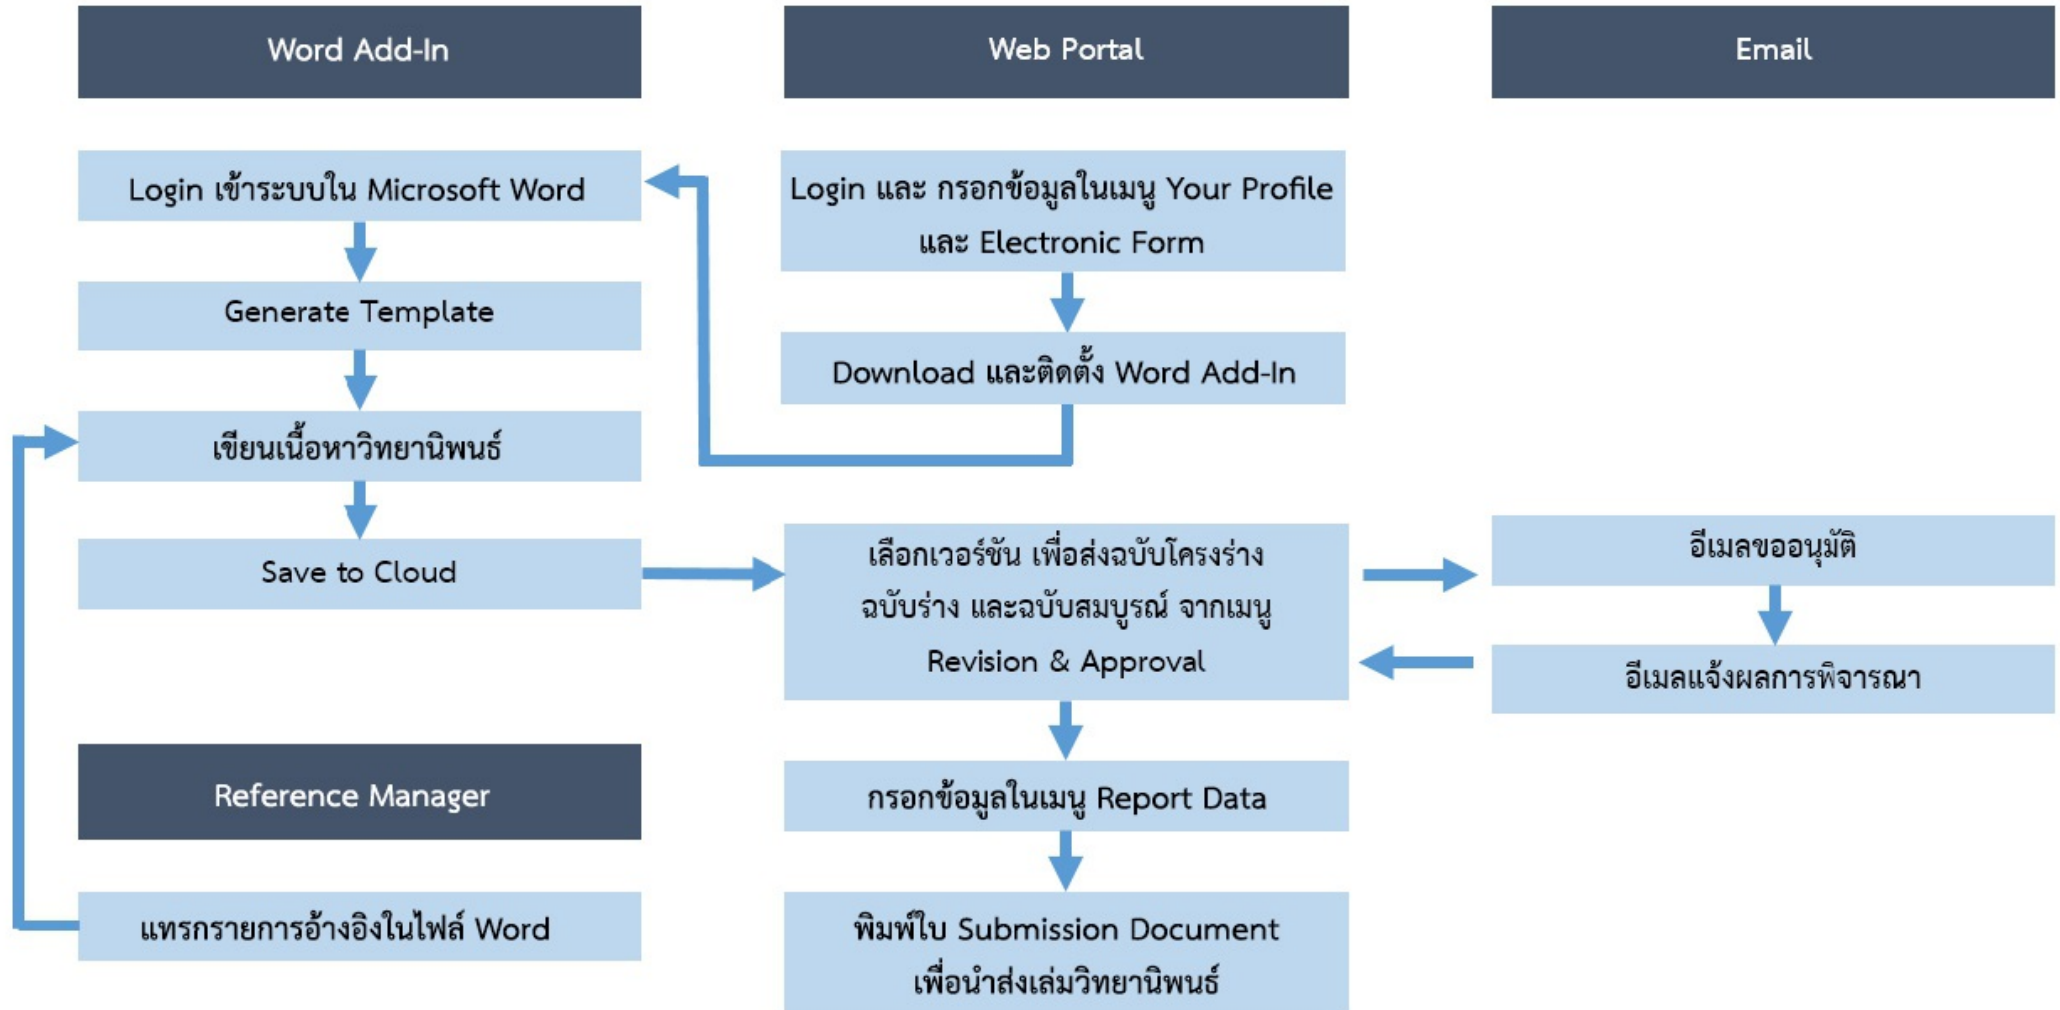 Word Add-In
Web Portal
Email
Login เข้าระบบใน Microsoft Word
Generate Template
เขียนเนื้อหาวิทยานิพนธ์
Save to Cloud
Login และ กรอกข้อมูลในเมนู Your Profile
และ Electronic Form
Download และติดตั้ง Word Add-In
เลือกเวอร์ชัน เพื่อส่งฉบับโครงร่าง
ฉบับร่าง และฉบับสมบูรณ์ จากเมนู
Revision & Approval
อีเมลขออนุมัติ
อีเมลแจ้งผลการพิจารณา
Reference Manager
แทรกรายการอ้างอิงในไฟล์ Word
กรอกข้อมูลในเมนู Report Data
พิมพ์ใบ Submission Document
เพื่อนำส่งเล่มวิทยานิพนธ์